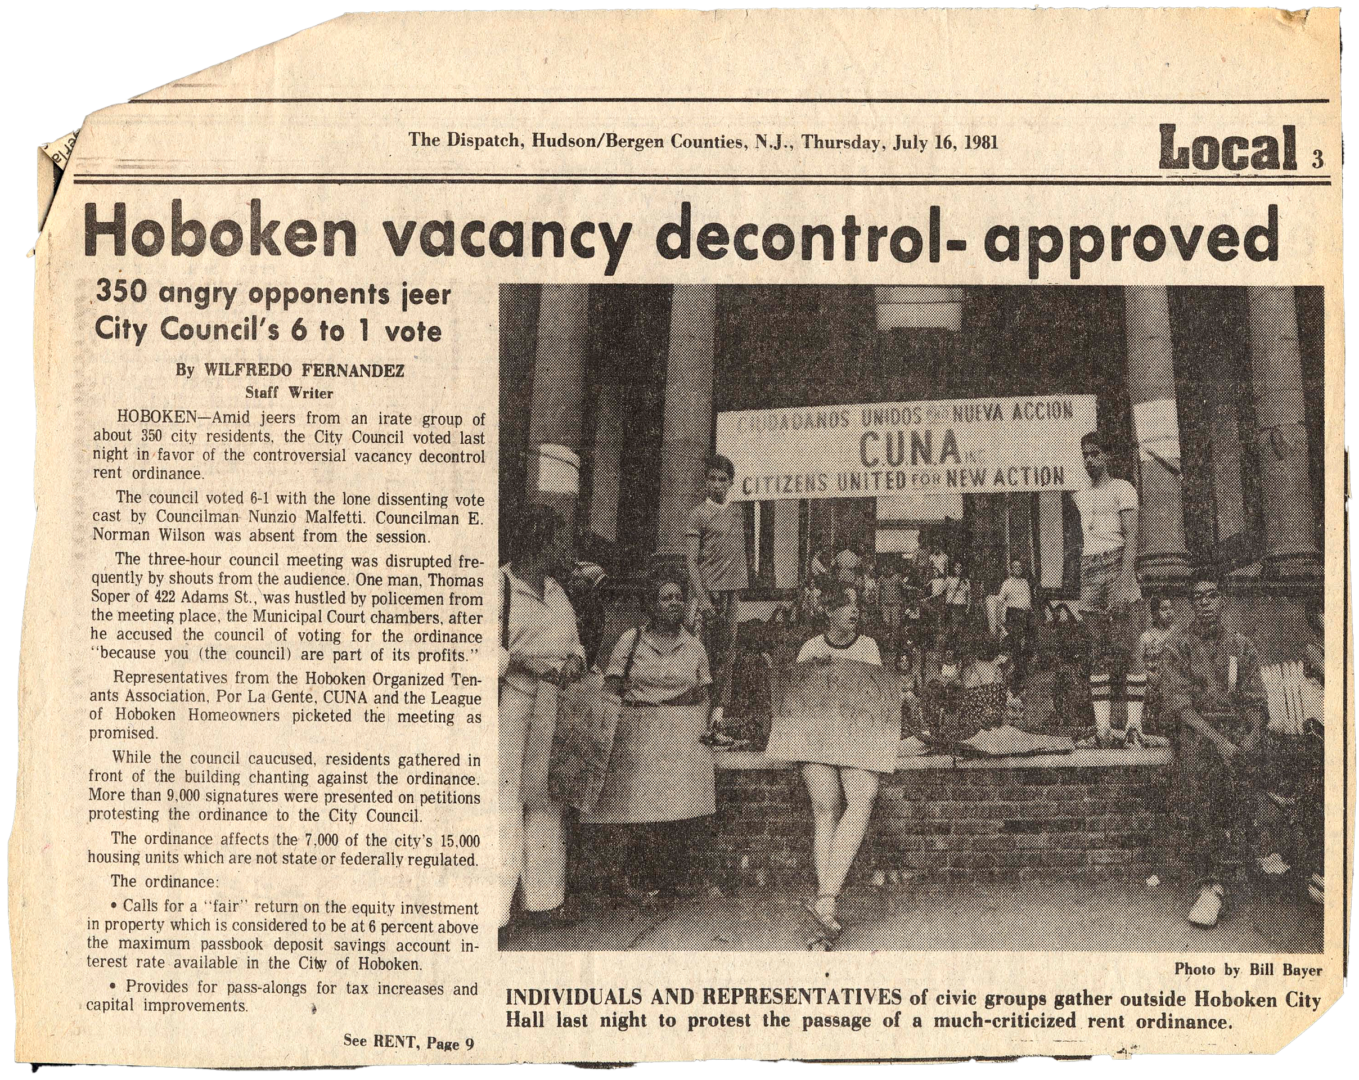 The Dispatch, Hudson/Bergen Counties, N.J., Thursday, July 16, 1981
Local 3
Hoboken vacancy decontrol- approved
350 angry opponents jeer
City Council's 6 to 1 vote
By WILFREDO FERNANDEZ
Staff Writer
HOBOKEN—Amid jeers from an irate group of
about 350 city residents, the City Council voted last
night in favor of the controversial vacancy decontrol
rent ordinance.
The council voted 6-1 with the lone dissenting vote
cast by Councilman Nunzio Malfetti. Councilman E.
Norman Wilson was absent from the session.
The three-hour council meeting was disrupted fre-
quently by shouts from the audience. One man, Thomas
Soper of 422 Adams St., was hustled by policemen from
the meeting place, the Municipal Court chambers, after
he accused the council of voting for the ordinance
"because you (the council) are part of its profits."
Representatives from the Hoboken Organized Ten-
ants Association, Por La Gente, CUNA and the League
of Hoboken Homeowners picketed the meeting as
promised.
While the council caucused, residents gathered in
front of the building chanting against the ordinance.
More than 9,000 signatures were presented on petitions
protesting the ordinance to the City Council.
The ordinance affects the 7,000 of the city's 15,000
housing units which are not state or federally regulated.
The ordinance:
• Calls for a "fair" return on the equity investment
in property which is considered to be at 6 percent above
the maximum passbook deposit savings account in-
terest rate available in the City of Hoboken.
• Provides for pass-alongs for tax increases and
capital improvements.
See RENT, Page 9
CIUDADANOS UNIDOS NUEVA ACCION
C.U.N.A INC
CITIZENS UNITED FOR NEW ACTION
Photo by Bill Bayer
INDIVIDUALS AND REPRESENTATIVES of civic groups gather outside Hoboken City
Hall last night to protest the passage of a much-criticized rent ordinance.